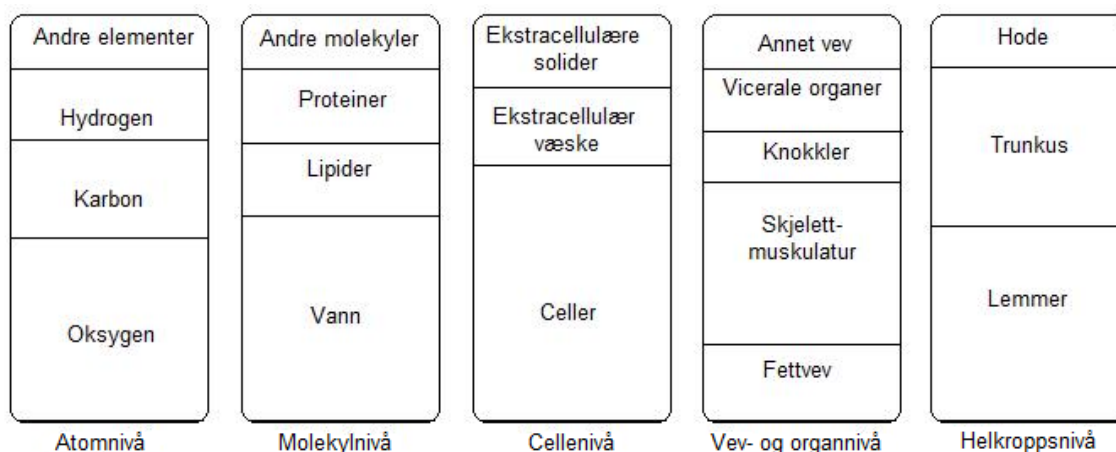 Andre elementer
Hydrogen
Karbon
Oksygen
Atomnivå
Andre molekyler
Proteiner
Lipider
Vann
Molekylnivå
Ekstracellulære
solider
Ekstracellulær
væske
Celler
Cellenivå
Annet vev
Vicerale organer
Knokkler
Skjelett-
muskulatur
Fettvev
Vev- og organnivå
Hode
Trunkus
Lemmer
Helkroppsnivå